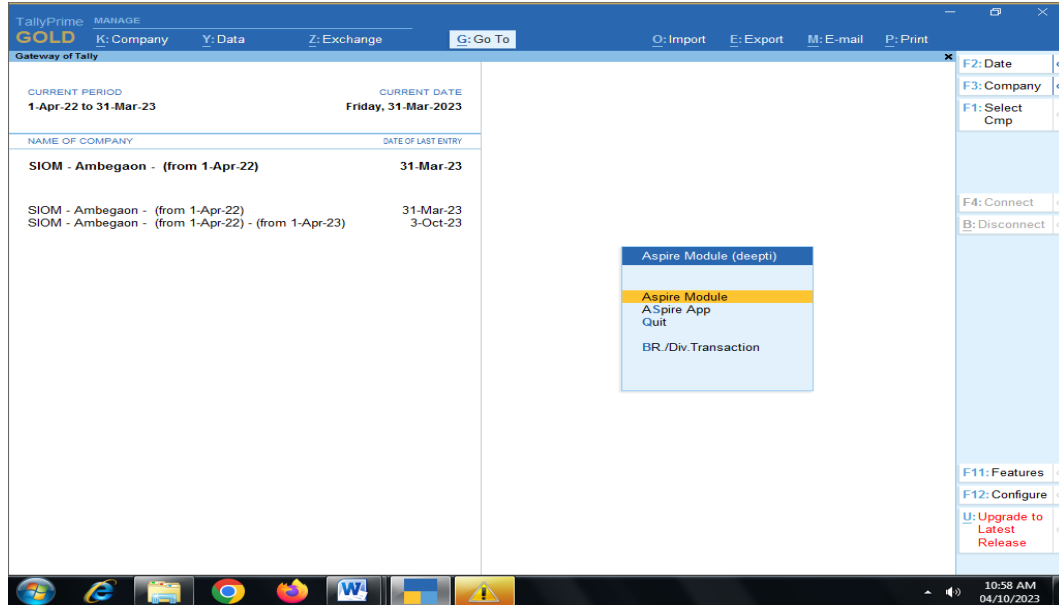 TallyPrime MANAGE
GOLD K: Company Y: Data Z: Exchange G: Go To O: Import E: Export M: E-mail P: Print
Gateway of Tally
CURRENT PERIOD CURRENT DATE
1-Apr-22 to 31-Mar-23 Friday, 31-Mar-2023
NAME OF COMPANY DATE OF LAST ENTRY
SIOM - Ambegaon - (from 1-Apr-22) 31-Mar-23
SIOM - Ambegaon - (from 1-Apr-22) 31-Mar-23
SIOM - Ambegaon - (from 1-Apr-22) - (from 1-Apr-23) 3-Oct-23
Aspire Module (deepti)
Aspire Module
ASpire App
Quit
BR./Div.Transaction
F2: Date
F3: Company
F1: Select
Cmp
F4: Connect
B: Disconnect
F11: Features
F12: Configure
U: Upgrade to
Latest
Release
W
10:58 AM
04/10/2023